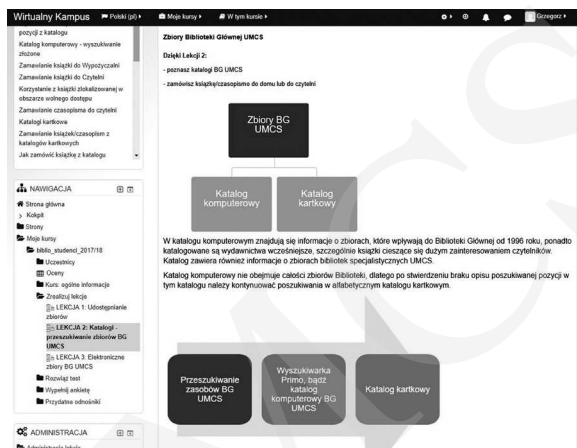 Wirtualny Kampus Polski (pl) Moje kursy W tym kursie Grzegorz
pozycji z katalogu
Katalog komputerowy - wyszukiwanie
złożone
Zamawianie książki do Wypożyczalni
Zamawianie książki do Czytelni
Korzystanie z książki zlokalizowanej w
obszarze wolnego dostępu
Zamawianie czasopisma do czytelni
Katalogi kartkowe
Zamawianie książek/czasopism z
katalogów kartkowych
Jak zamówić książkę z katalogu
NAWIGACJA
Strona główna
Kokpit
Strony
Moje kursy
biblio_studenci_2017/18
Uczestnicy
Oceny
Kurs: ogólne informacje
Zrealizuj lekcje
LEKCJA 1: Udostępnianie
zbiorów
LEKCJA 2: Katalogi -
przeszukiwanie zbiorów BG
UMCS
LEKCJA 3: Elektroniczne
zbiory BG UMCS
Rozwiąż test
Wypełnij ankietę
Przydatne odnośniki
ADMINISTRACJA
Administracja lekcją
Zbiory Biblioteki Głównej UMCS
Dzięki Lekcji 2:
- poznasz katalogi BG UMCS
- zamówisz książkę/czasopismo do domu lub do czytelni
Zbiory BG
UMCS
Katalog
komputerowy
Katalog
kartkowy
W katalogu komputerowym znajdują się informacje o zbiorach, które wpływają do Biblioteki Głównej od 1996 roku, ponadto
katalogowane są wydawnictwa wcześniejsze, szczególnie książki cieszące się dużym zainteresowaniem czytelników.
Katalog zawiera również informacje o zbiorach bibliotek specjalistycznych UMCS.
Katalog komputerowy nie obejmuje całości zbiorów Biblioteki, dlatego po stwierdzeniu braku opisu poszukiwanej pozycji w
tym katalogu należy kontynuować poszukiwania w alfabetycznym katalogu kartkowym.
Przeszukiwanie
zasobów BG
UMCS
Wyszukiwarka
Primo, bądź
katalog
komputerowy BG
UMCS
Katalog kartkowy